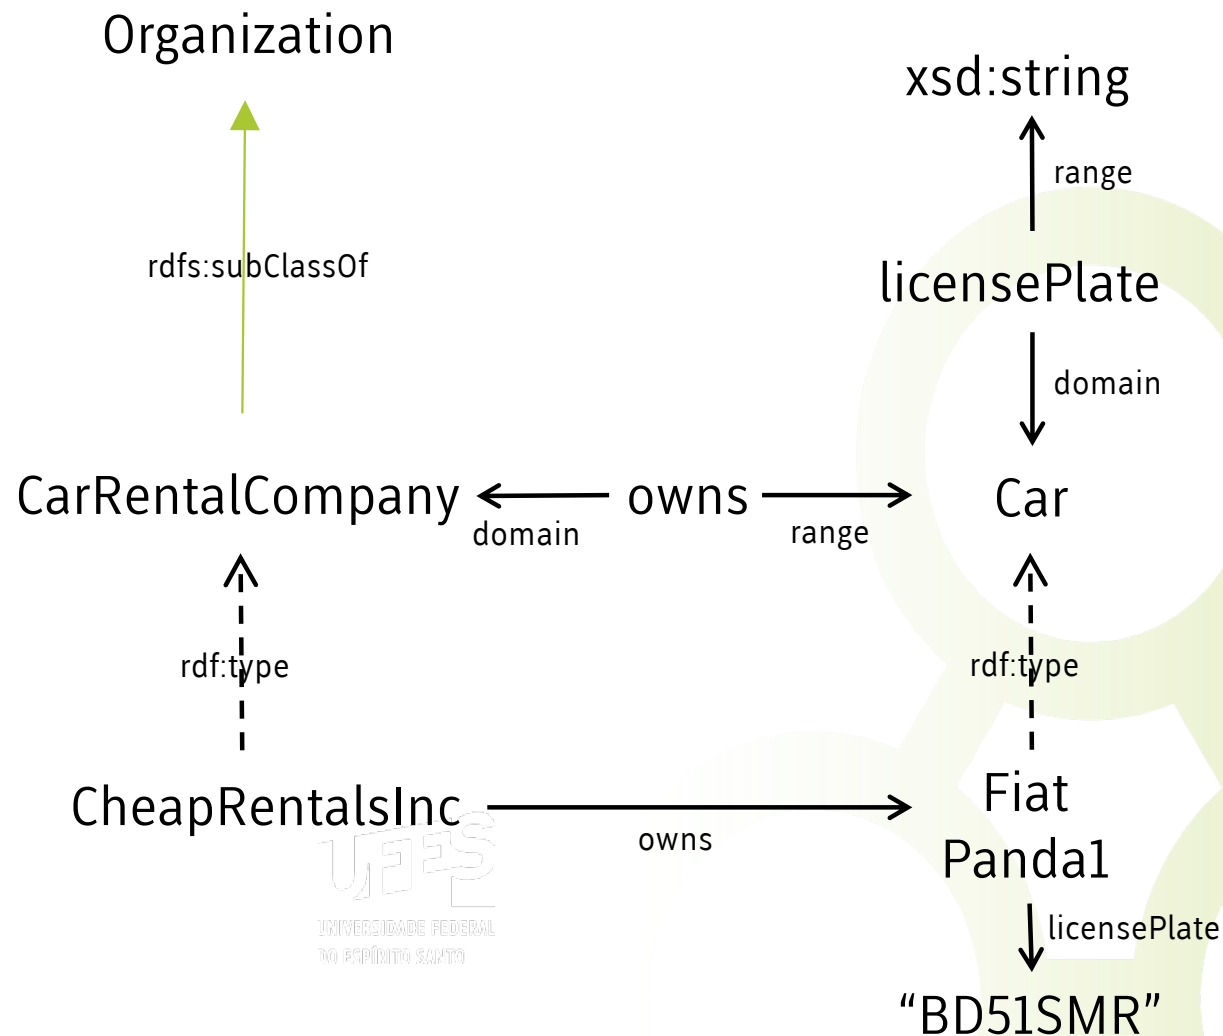 Organization
xsd:string
range
rdfs:subClassOf
licensePlate
domain
CarRentalCompany
owns
Car
domain
range
rdf:type
rdf:type
CheapRentalsInc
owns
Fiat
Panda1
UFES
UNIVERSIDADE FEDERAL
DO ESPÍRITO SANTO
licensePlate
“BD51SMR”